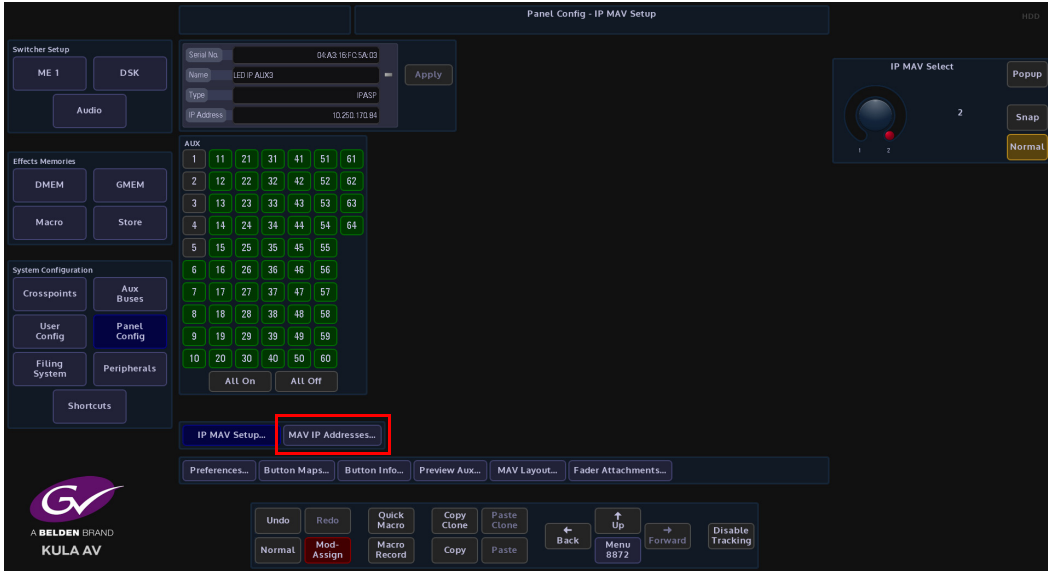 Panel Config - IP MAV Setup
HDD
Switcher Setup
ME 1
DSK
Audio
Effects Memories
DMEM
GMEM
Macro
Store
System Configuration
Crosspoints
Aux
Buses
User
Config
Panel
Config
Filing
System
Peripherals
Shortcuts
GV
A BELDEN BRAND
KULA AV
Serial No.
04:A3:16:FC:5A:03
Name
LED IP AUX3
Type
IPASP
IP Address
10.250.170.84
Apply
AUX
1 11 21 31 41 51 61
2 12 22 32 42 52 62
3 13 23 33 43 53 63
4 14 24 34 44 54 64
5 15 25 35 45 55
6 16 26 36 46 56
7 17 27 37 47 57
8 18 28 38 48 58
9 19 29 39 49 59
10 20 30 40 50 60
All On
All Off
IP MAV Select
2
1 2
Popup
Snap
Normal
IP MAV Setup...
MAV IP Addresses...
Preferences...
Button Maps...
Button Info...
Preview Aux...
MAV Layout...
Fader Attachments...
Undo
Redo
Quick
Macro
Copy
Clone
Paste
Clone
Normal
Mod-
Assign
Macro
Record
Copy
Paste
Back
Up
Menu
8872
Forward
Disable
Tracking